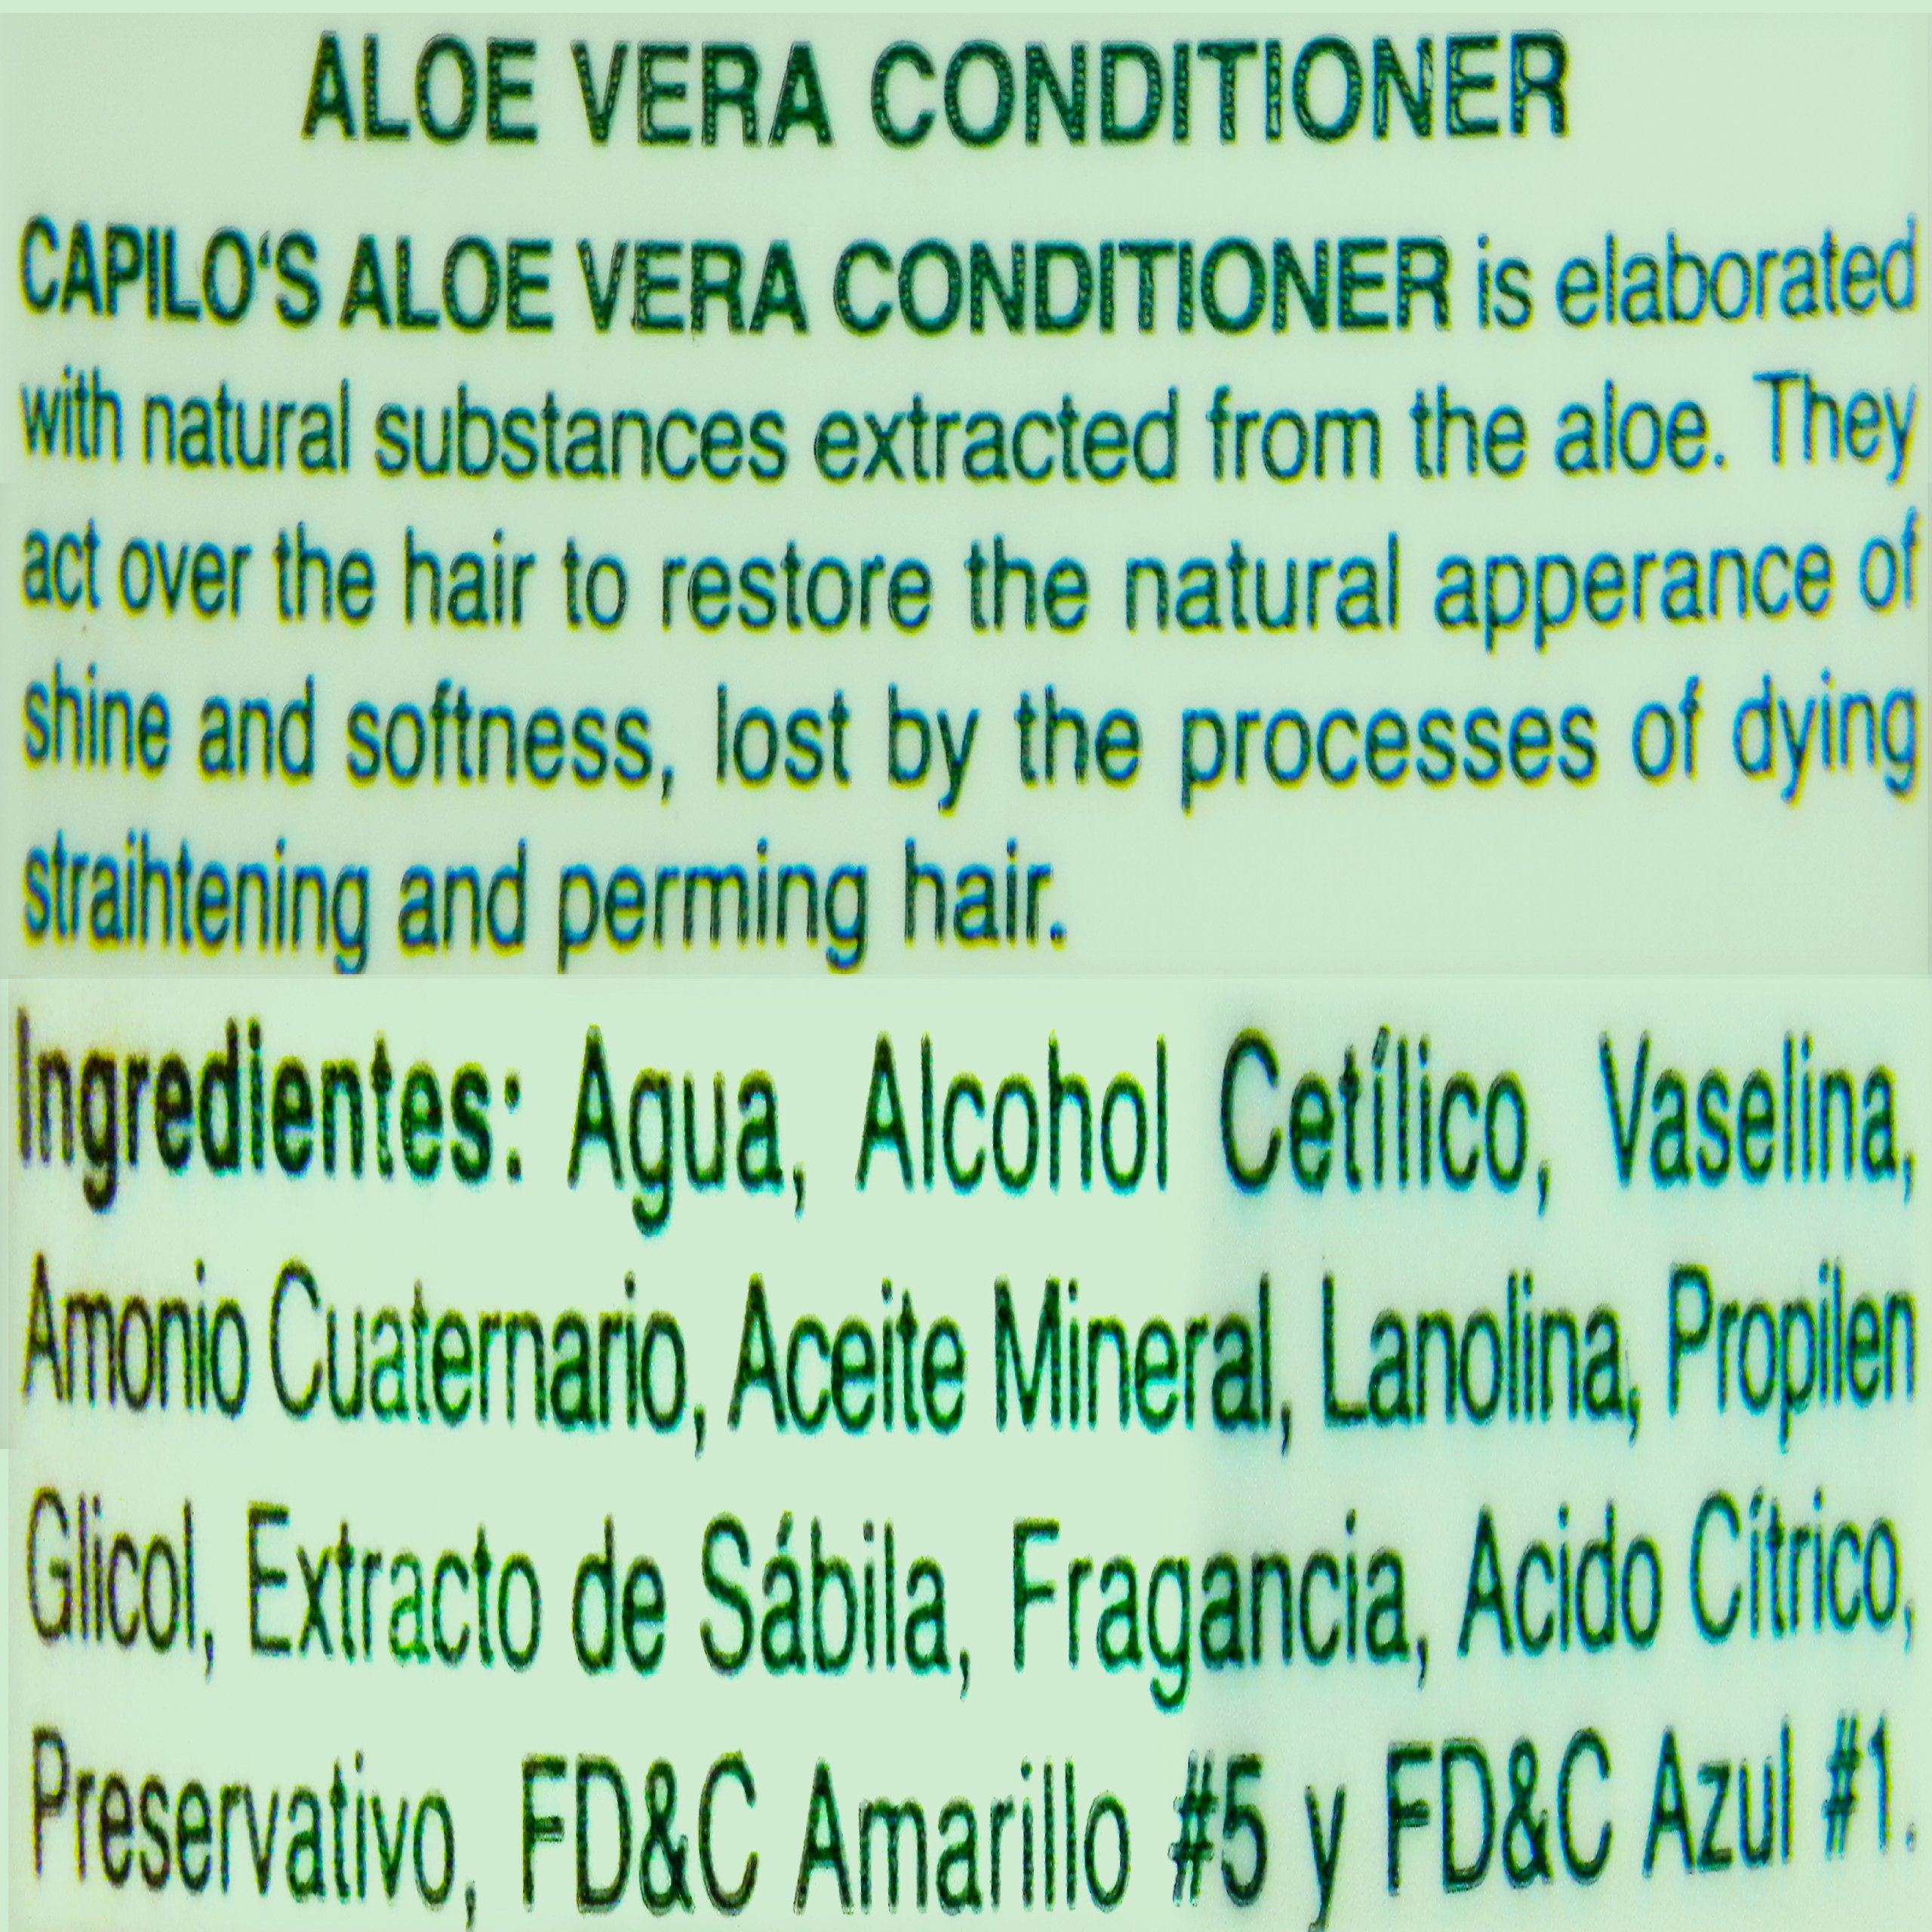 ALOE VERA CONDITIONER
CAPILO‘S ALOE VERA CONDITIONER is elaborated
with natural substances extracted from the aloe. They
act over the hair to restore the natural apperance of
shine and softness, lost by the processes of dying
straihtening and perming hair.
Ingredientes: Agua, Alcohol Cetílico, Vaselina,
Amonio Cuaternario, Aceite Mineral, Lanolina, Propilen
Glicol, Extracto de Sábila, Fragancia, Acido Cítrico,
Preservativo, FD&C Amarillo #5 y FD&C Azul #1.